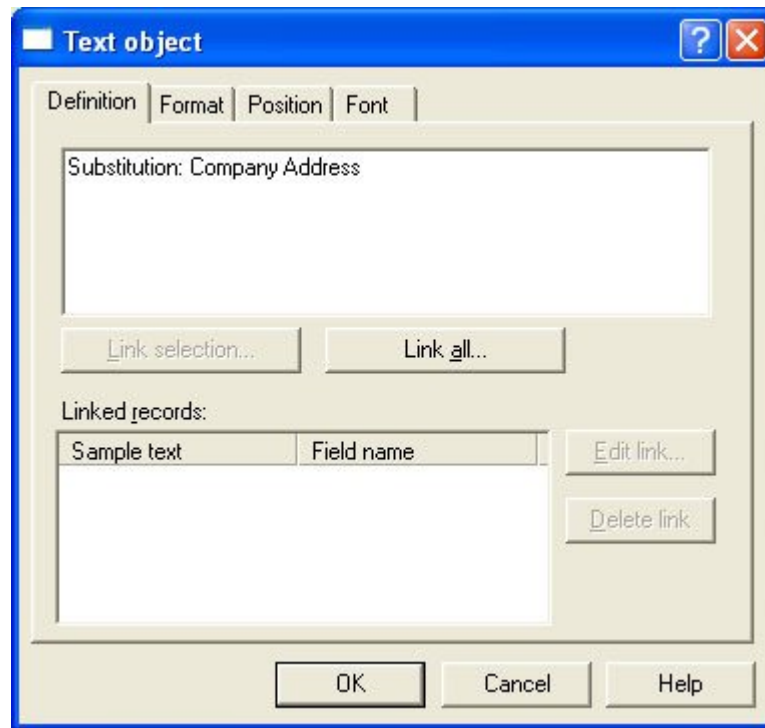 Text object
Definition Format Position Font
Substitution: Company Address
Link selection... Link all...
Linked records:
Sample text Field name
Edit link...
Delete link
OK Cancel Help